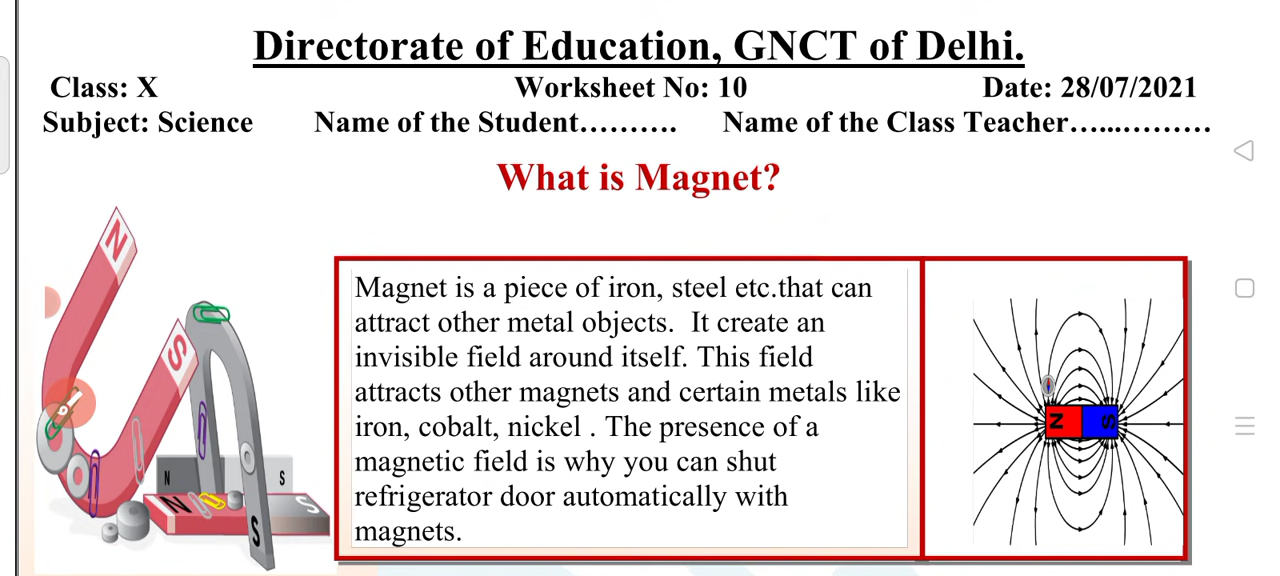 Directorate of Education, GNCT of Delhi.
Class: X Worksheet No: 10 Date: 28/07/2021
Subject: Science Name of the Student………. Name of the Class Teacher…...………
What is Magnet?
N
S
Magnet is a piece of iron, steel etc.that can
attract other metal objects. It create an
invisible field around itself. This field
attracts other magnets and certain metals like
iron, cobalt, nickel . The presence of a
magnetic field is why you can shut
refrigerator door automatically with
magnets.
N S
N S
S
N S